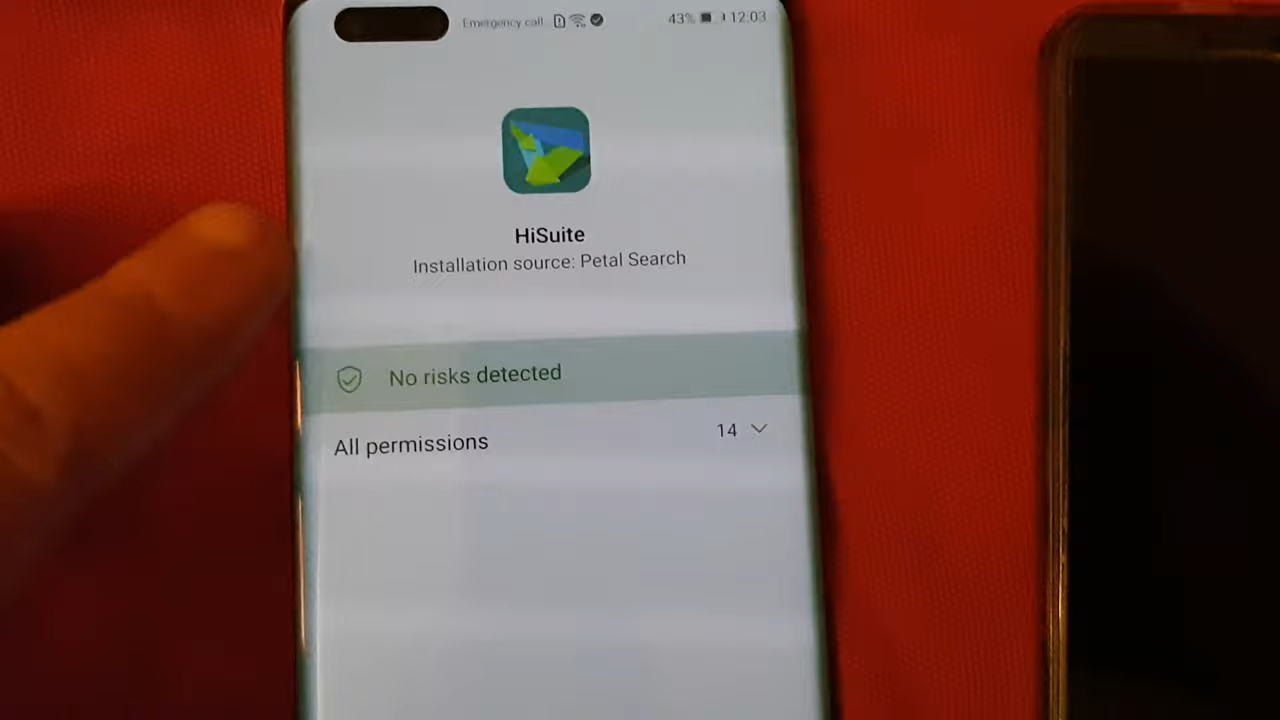 Emergency call
43% 12:03
HiSuite
Installation source: Petal Search
No risks detected
All permissions 14